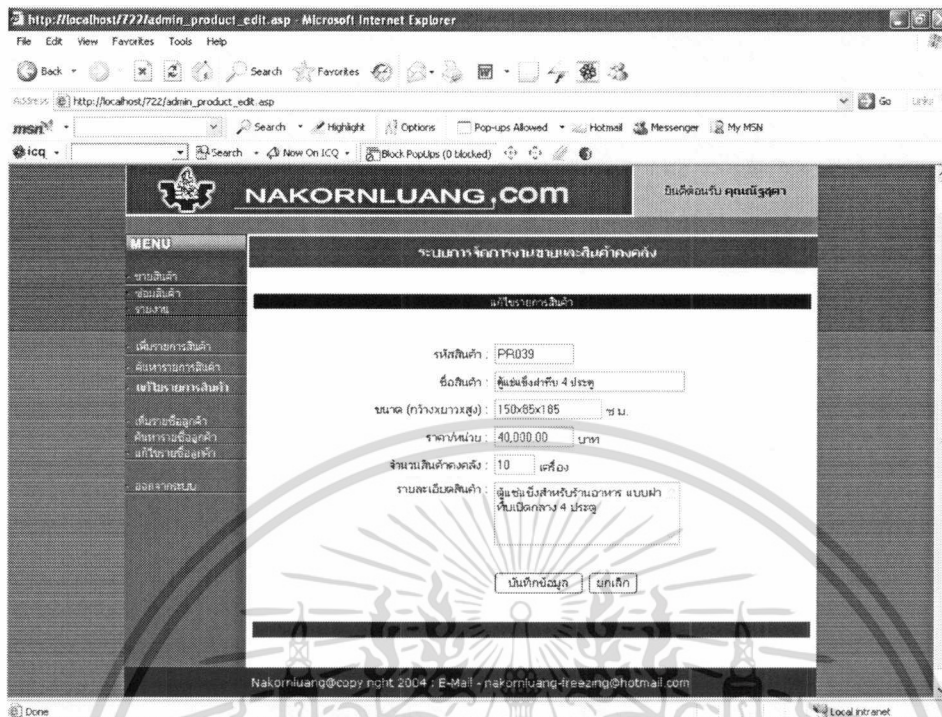 http://localhost/722/admin_product_edit.asp - Microsoft Internet Explorer
File Edit View Favorites Tools Help
Back Search Favorites
Address http://localhost/722/admin_product_edit.asp Go Links
msn Search Highlight Options Pop-ups Allowed Hotmail Messenger My MSN
icq Search Now On ICQ Block PopUps (0 blocked)
NAKORNLUANG.com
ยินดีต้อนรับ คุณณัฐสุดา
MENU
ระบบการจัดการงานขายและสินค้าคงคลัง
- ขายสินค้า
- ซ่อมสินค้า
- รายงาน
แก้ไขรายการสินค้า
- เพิ่มรายการสินค้า
- ค้นหารายการสินค้า
- แก้ไขรายการสินค้า
- เพิ่มรายชื่อลูกค้า
- ค้นหารายชื่อลูกค้า
- แก้ไขรายชื่อลูกค้า
- ออกจากระบบ
รหัสสินค้า : PR039
ชื่อสินค้า : ตู้แช่แข็งฝาทึบ 4 ประตู
ขนาด (กว้างxยาวxสูง) : 150x85x185 ซ.ม.
ราคา/หน่วย : 40,000.00 บาท
จำนวนสินค้าคงคลัง : 10 เครื่อง
รายละเอียดสินค้า : ตู้แช่แข็งสำหรับร้านอาหาร แบบฝา
ทึบเปิดกลาง 4 ประตู
บันทึกข้อมูล ยกเลิก
Nakornluang@copy right 2004 : E-Mail - nakornluang-freezing@hotmail.com
Done Local intranet